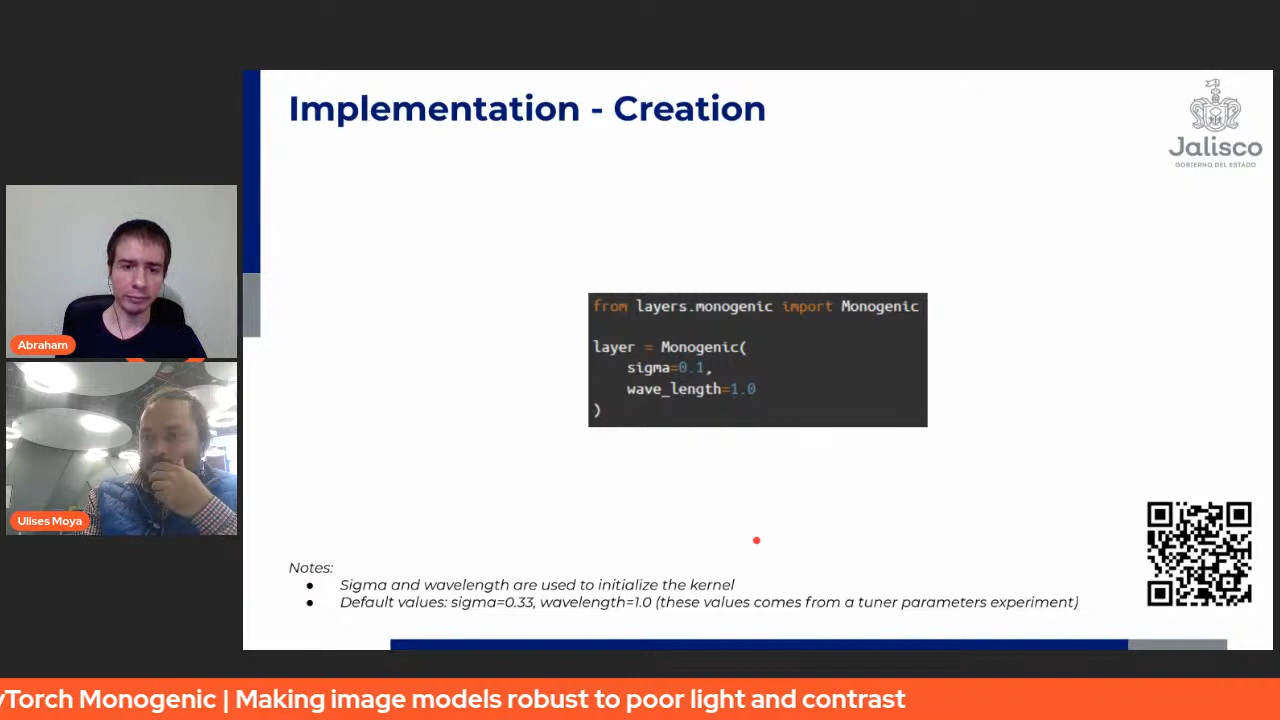 Implementation - Creation
Jalisco
GOBIERNO DEL ESTADO
Abraham
Ulises Moya
from layers.monogenic import Monogenic
layer = Monogenic(
sigma=0.1,
wave_length=1.0
)
Notes:
● Sigma and wavelength are used to initialize the kernel
● Default values: sigma=0.33, wavelength=1.0 (these values comes from a tuner parameters experiment)
yTorch Monogenic | Making image models robust to poor light and contrast